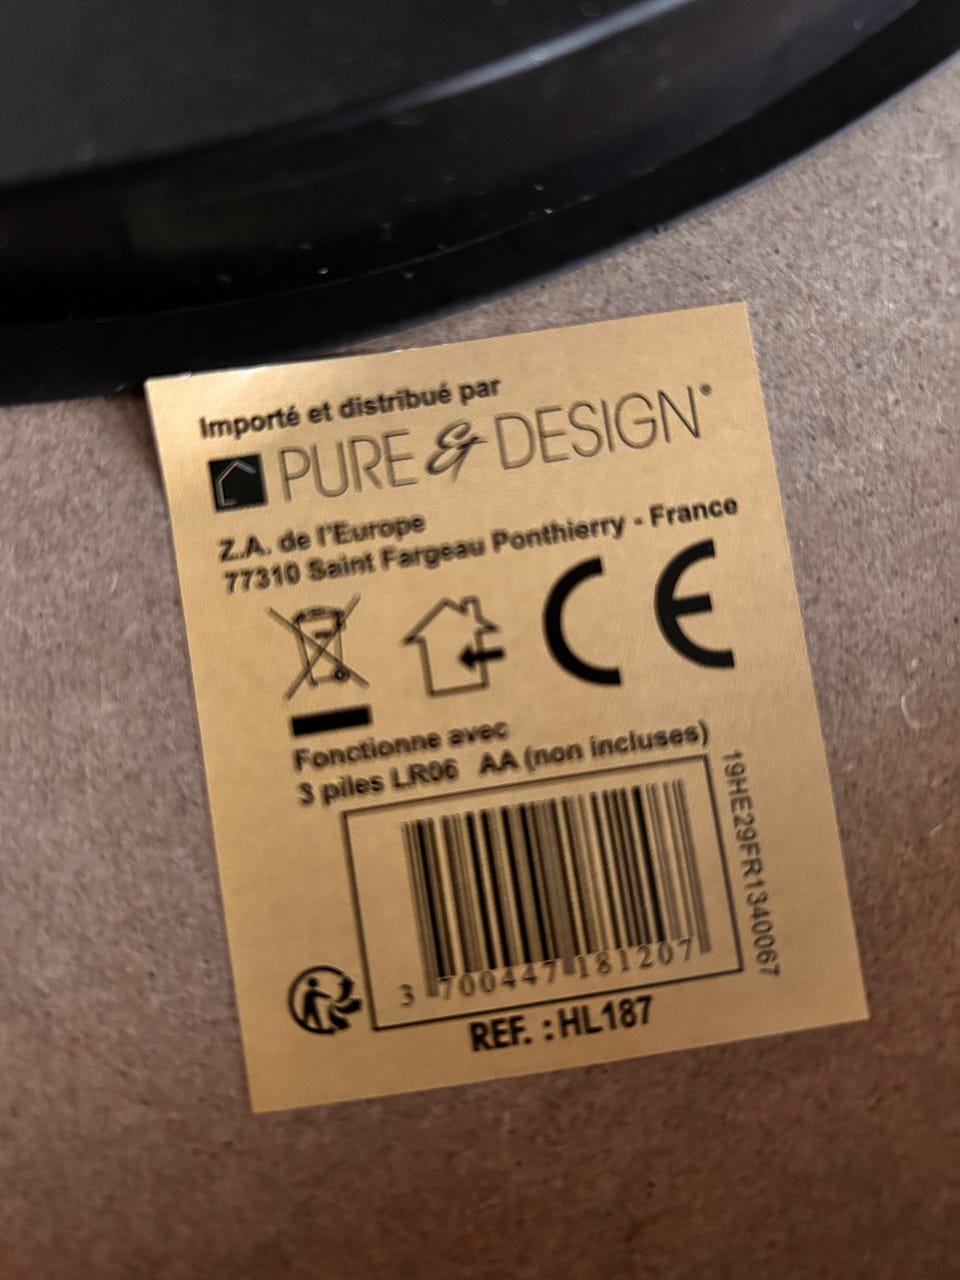 Importé et distribué par
PURE & DESIGN®
Z.A. de l'Europe
77310 Saint Fargeau Ponthierry - France
CE
Fonctionne avec
3 piles LR06 AA (non incluses)
19HE29FR1340067
3 700447 181207
REF. : HL187